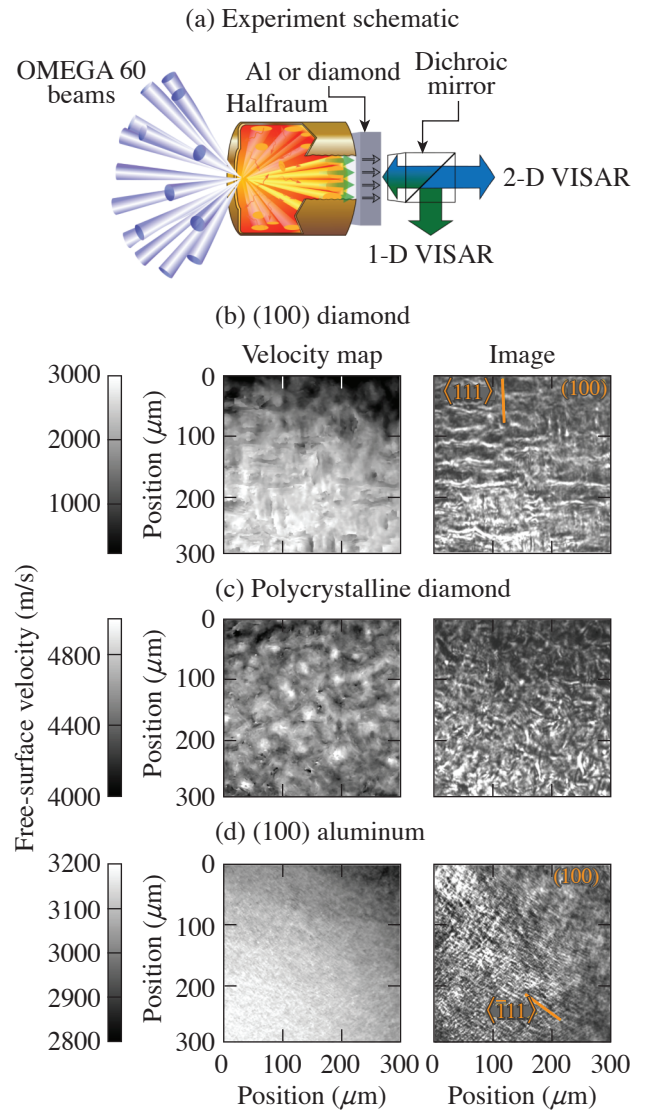 (a) Experiment schematic
OMEGA 60
beams
Al or diamond
Halfraum
Dichroic
mirror
2-D VISAR
1-D VISAR
(b) (100) diamond
Velocity map
Image
Free-surface velocity (m/s)
3000
2000
1000
Position (μm)
0
100
200
300
⟨111⟩
(100)
(c) Polycrystalline diamond
4800
4400
4000
Position (μm)
0
100
200
300
(d) (100) aluminum
3200
3100
3000
2900
2800
Position (μm)
0
100
200
300
(100)
⟨1̅11⟩
0 200 300 0 200 300
Position (μm) Position (μm)